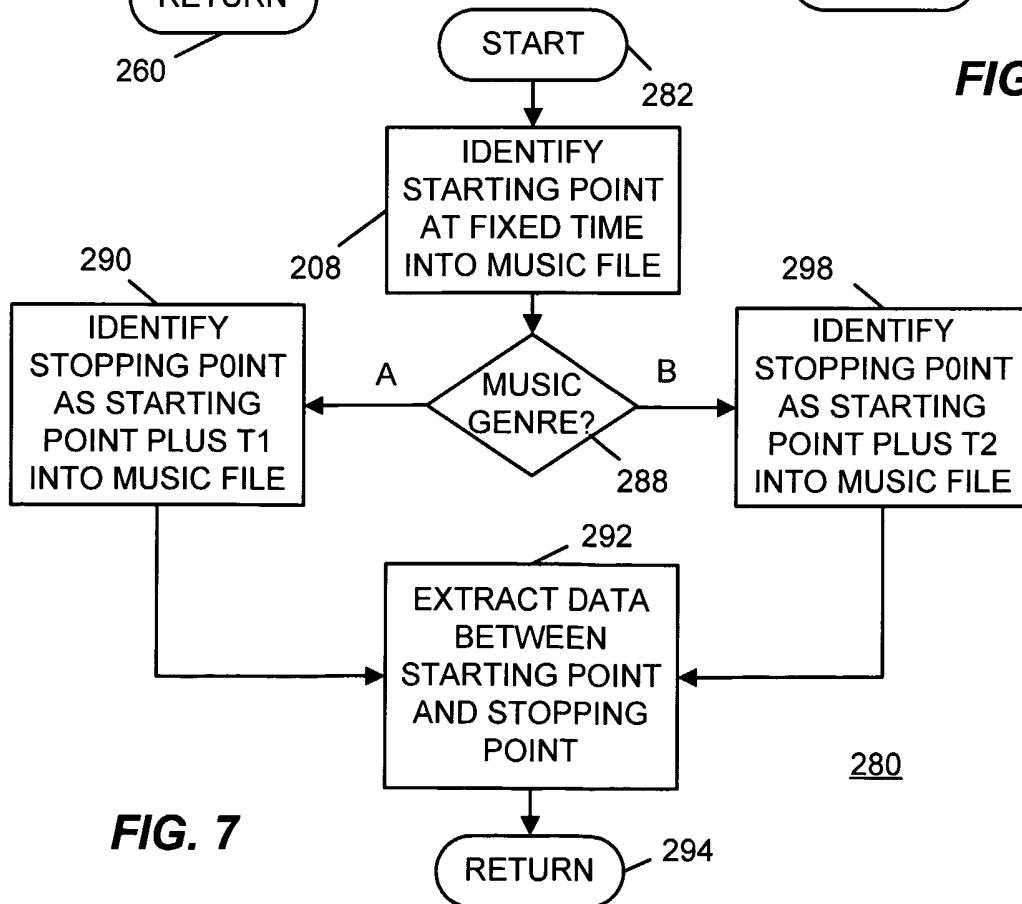 RETURN
260
START
282
FIG
IDENTIFY
STARTING POINT
AT FIXED TIME
INTO MUSIC FILE
208
290
IDENTIFY
STOPPING P0INT
AS STARTING
POINT PLUS T1
INTO MUSIC FILE
A
MUSIC
GENRE?
B
288
298
IDENTIFY
STOPPING P0INT
AS STARTING
POINT PLUS T2
INTO MUSIC FILE
292
EXTRACT DATA
BETWEEN
STARTING POINT
AND STOPPING
POINT
280
FIG. 7
RETURN
294